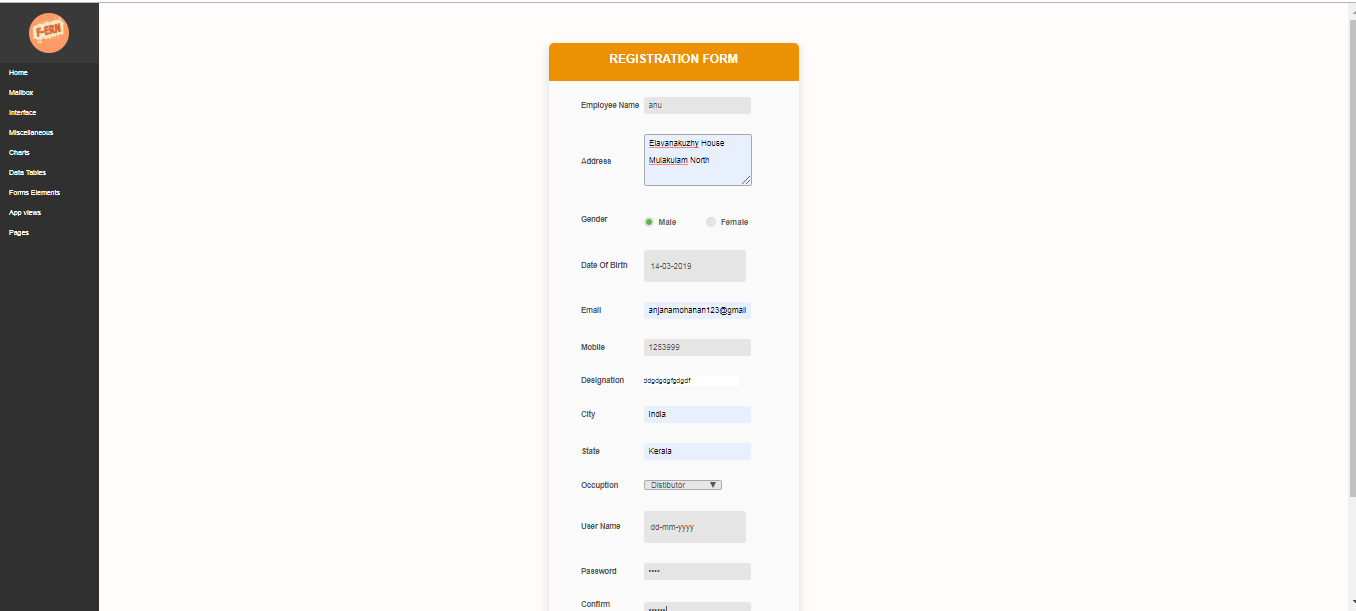 F-ERN
Home
Mailbox
Interface
Miscellaneous
Charts
Data Tables
Forms Elements
App views
Pages
REGISTRATION FORM
Employee Name anu
Address Elavanakuzhy House
Mulakulam North
Gender Male Female
Date Of Birth 14-03-2019
Email anjanamohanan123@gmail
Mobile 1253999
Designation ddgdgdgfgdgdf
City India
State Kerala
Occuption Distibutor
User Name dd-mm-yyyy
Password ••••
Confirm ••••••